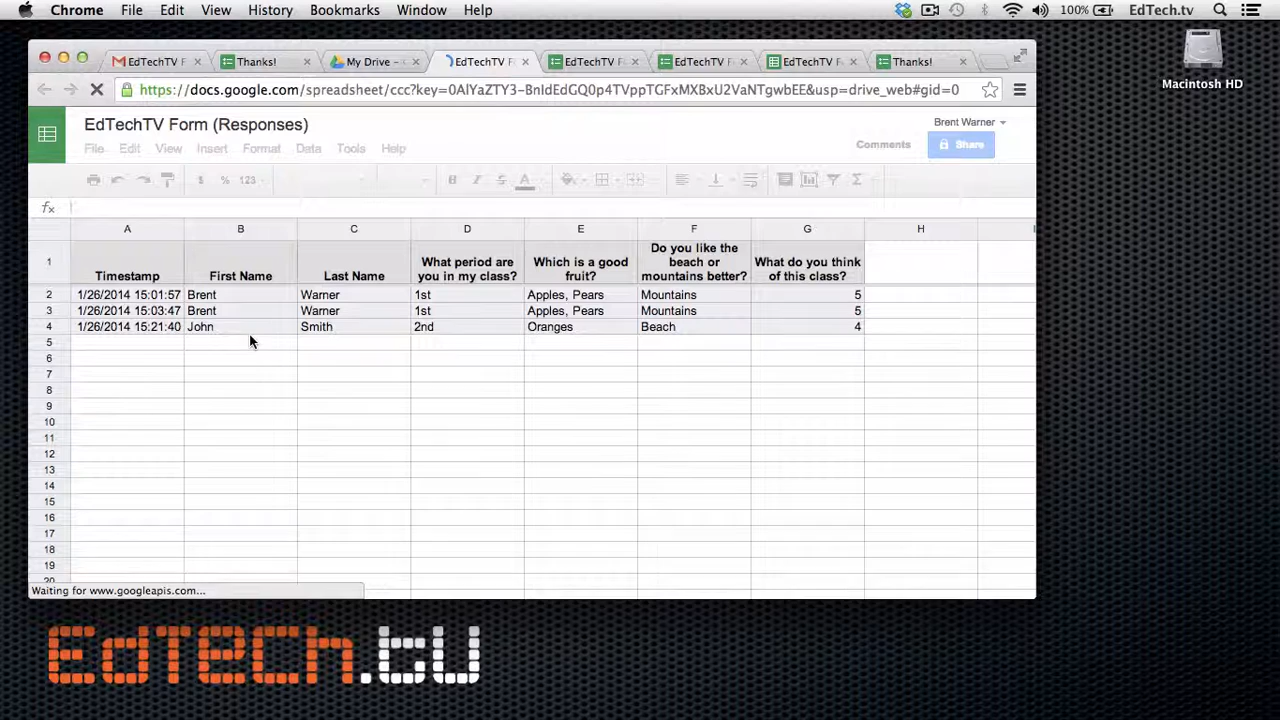 Chrome File Edit View History Bookmarks Window Help 100% EdTech.tv
EdTechTV F Thanks! My Drive - EdTechTV F EdTechTV F EdTechTV F EdTechTV F Thanks!
https://docs.google.com/spreadsheet/ccc?key=0AlYaZTY3-BnIdEdGQ0p4TVppTGFxMXBxU2VaNTgwbEE&usp=drive_web#gid=0
Macintosh HD
EdTechTV Form (Responses)
Brent Warner
File Edit View Insert Format Data Tools Help
Comments Share
$ % 123 B I S A Σ
fx
A B C D E F G H I
1 Timestamp First Name Last Name What period are you in my class? Which is a good fruit? Do you like the beach or mountains better? What do you think of this class?
2 1/26/2014 15:01:57 Brent Warner 1st Apples, Pears Mountains 5
3 1/26/2014 15:03:47 Brent Warner 1st Apples, Pears Mountains 5
4 1/26/2014 15:21:40 John Smith 2nd Oranges Beach 4
5
6
7
8
9
10
11
12
13
14
15
16
17
18
19
20
Waiting for www.googleapis.com...
EdTech.tv